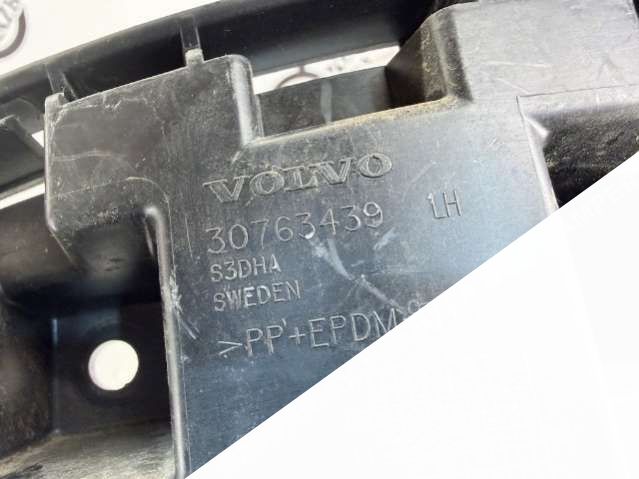 VOLVO
30763439 LH
S3DHA
SWEDEN
>PP+EPDM